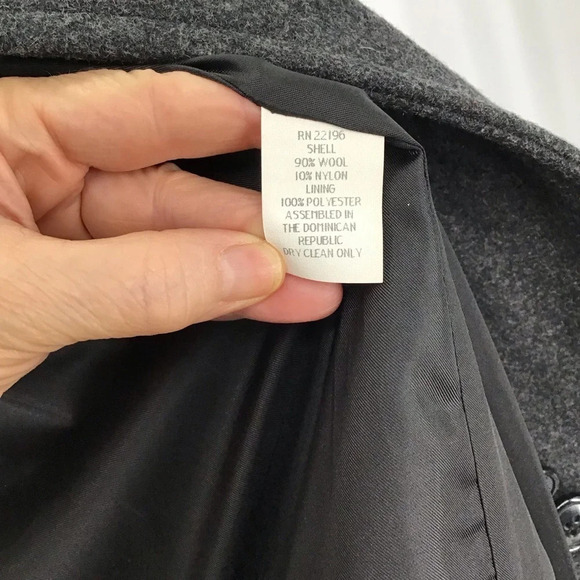 RN 22196
SHELL
90% WOOL
10% NYLON
LINING
100% POLYESTER
ASSEMBLED IN
THE DOMINICAN
REPUBLIC
DRY CLEAN ONLY